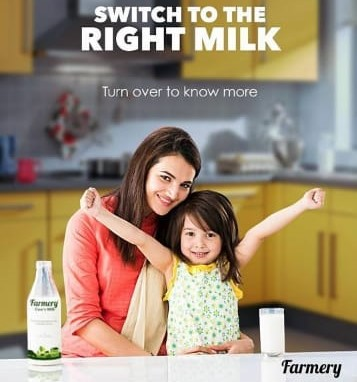 SWITCH TO THE
RIGHT MILK
Turn over to know more
Farmery
Farmery